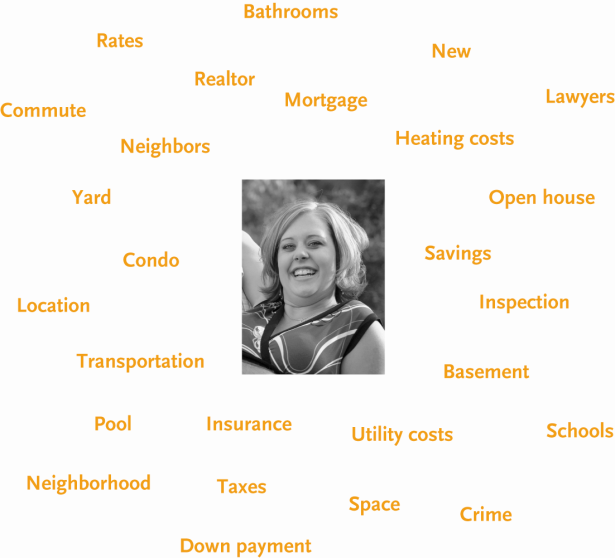 Bathrooms
Rates
New
Realtor
Mortgage
Lawyers
Commute
Neighbors
Heating costs
Yard
Open house
Condo
Savings
Location
Inspection
Transportation
Basement
Pool
Insurance
Utility costs
Schools
Neighborhood
Taxes
Space
Crime
Down payment